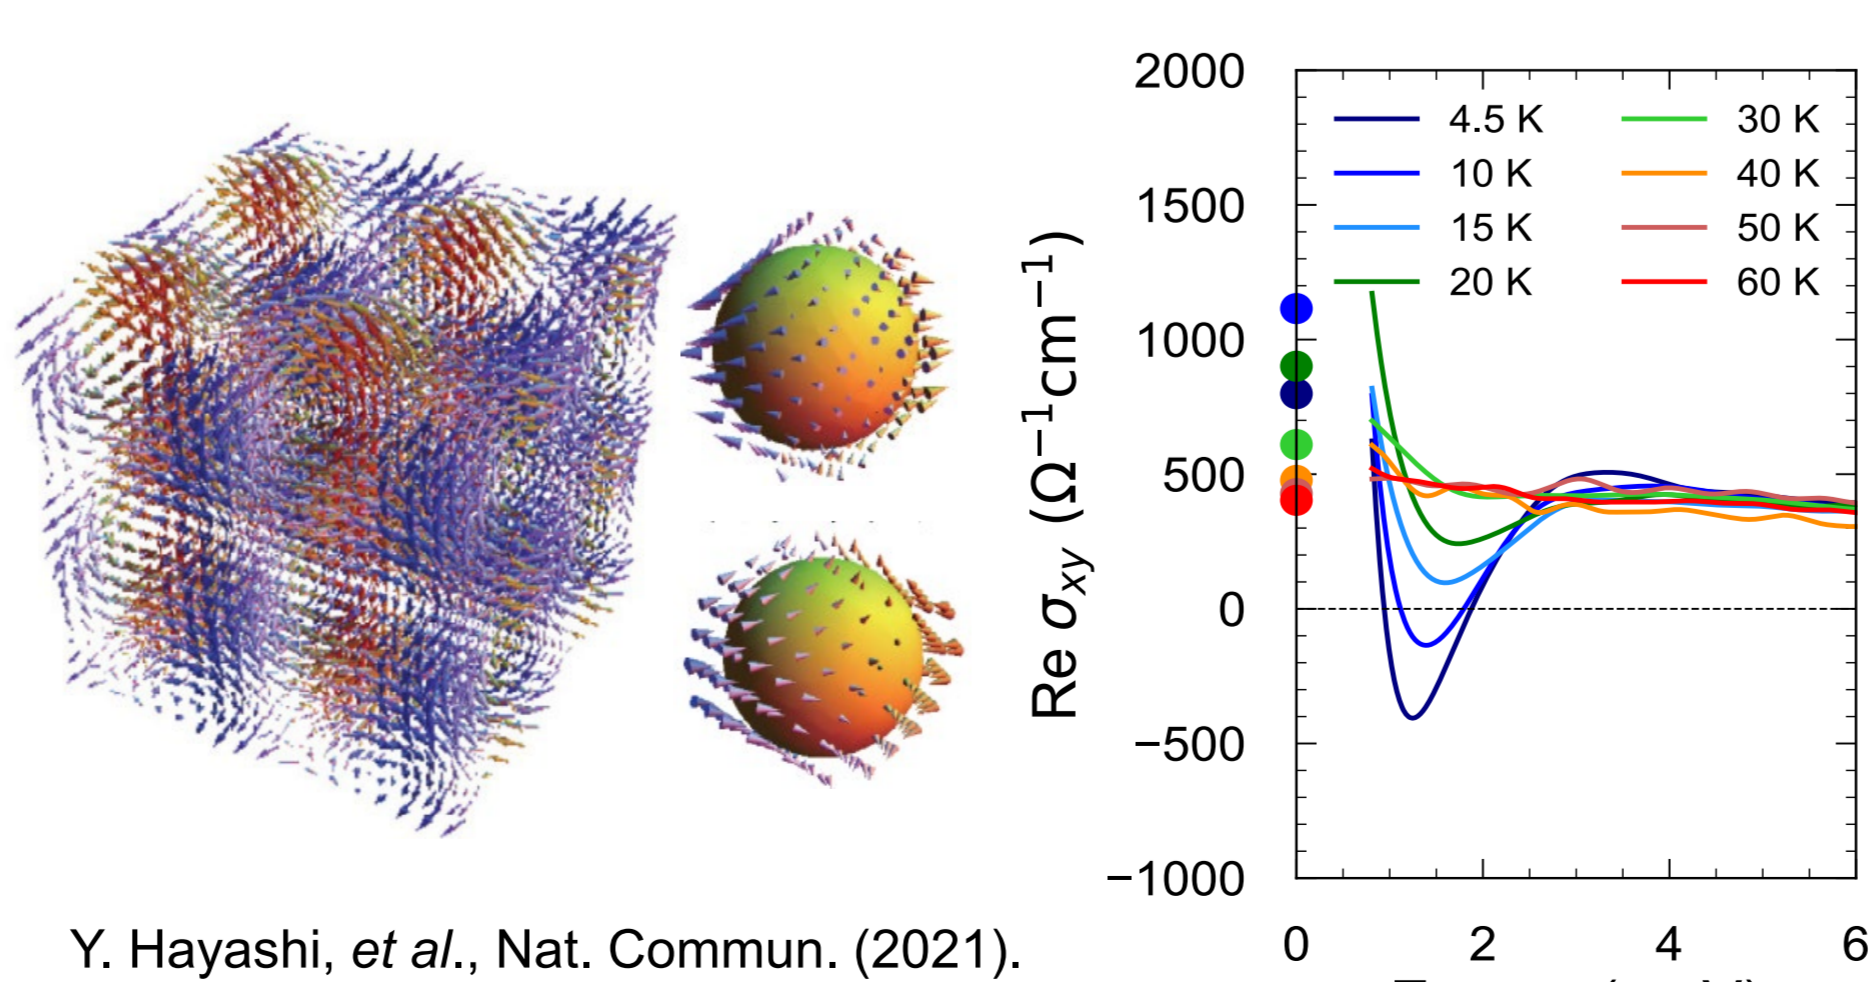 2000
1500
1000
500
0
−500
−1000
Re σxy (Ω⁻¹cm⁻¹)
4.5 K
10 K
15 K
20 K
30 K
40 K
50 K
60 K
0 2 4 6
Y. Hayashi, et al., Nat. Commun. (2021).